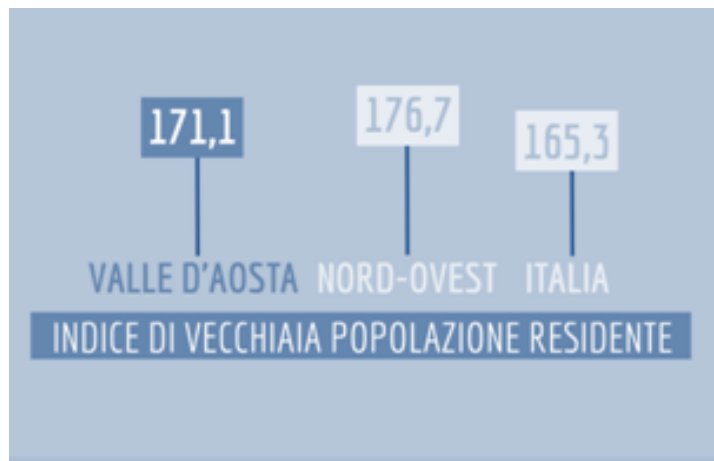 171,1 176,7 165,3
VALLE D'AOSTA NORD-OVEST ITALIA
INDICE DI VECCHIAIA POPOLAZIONE RESIDENTE